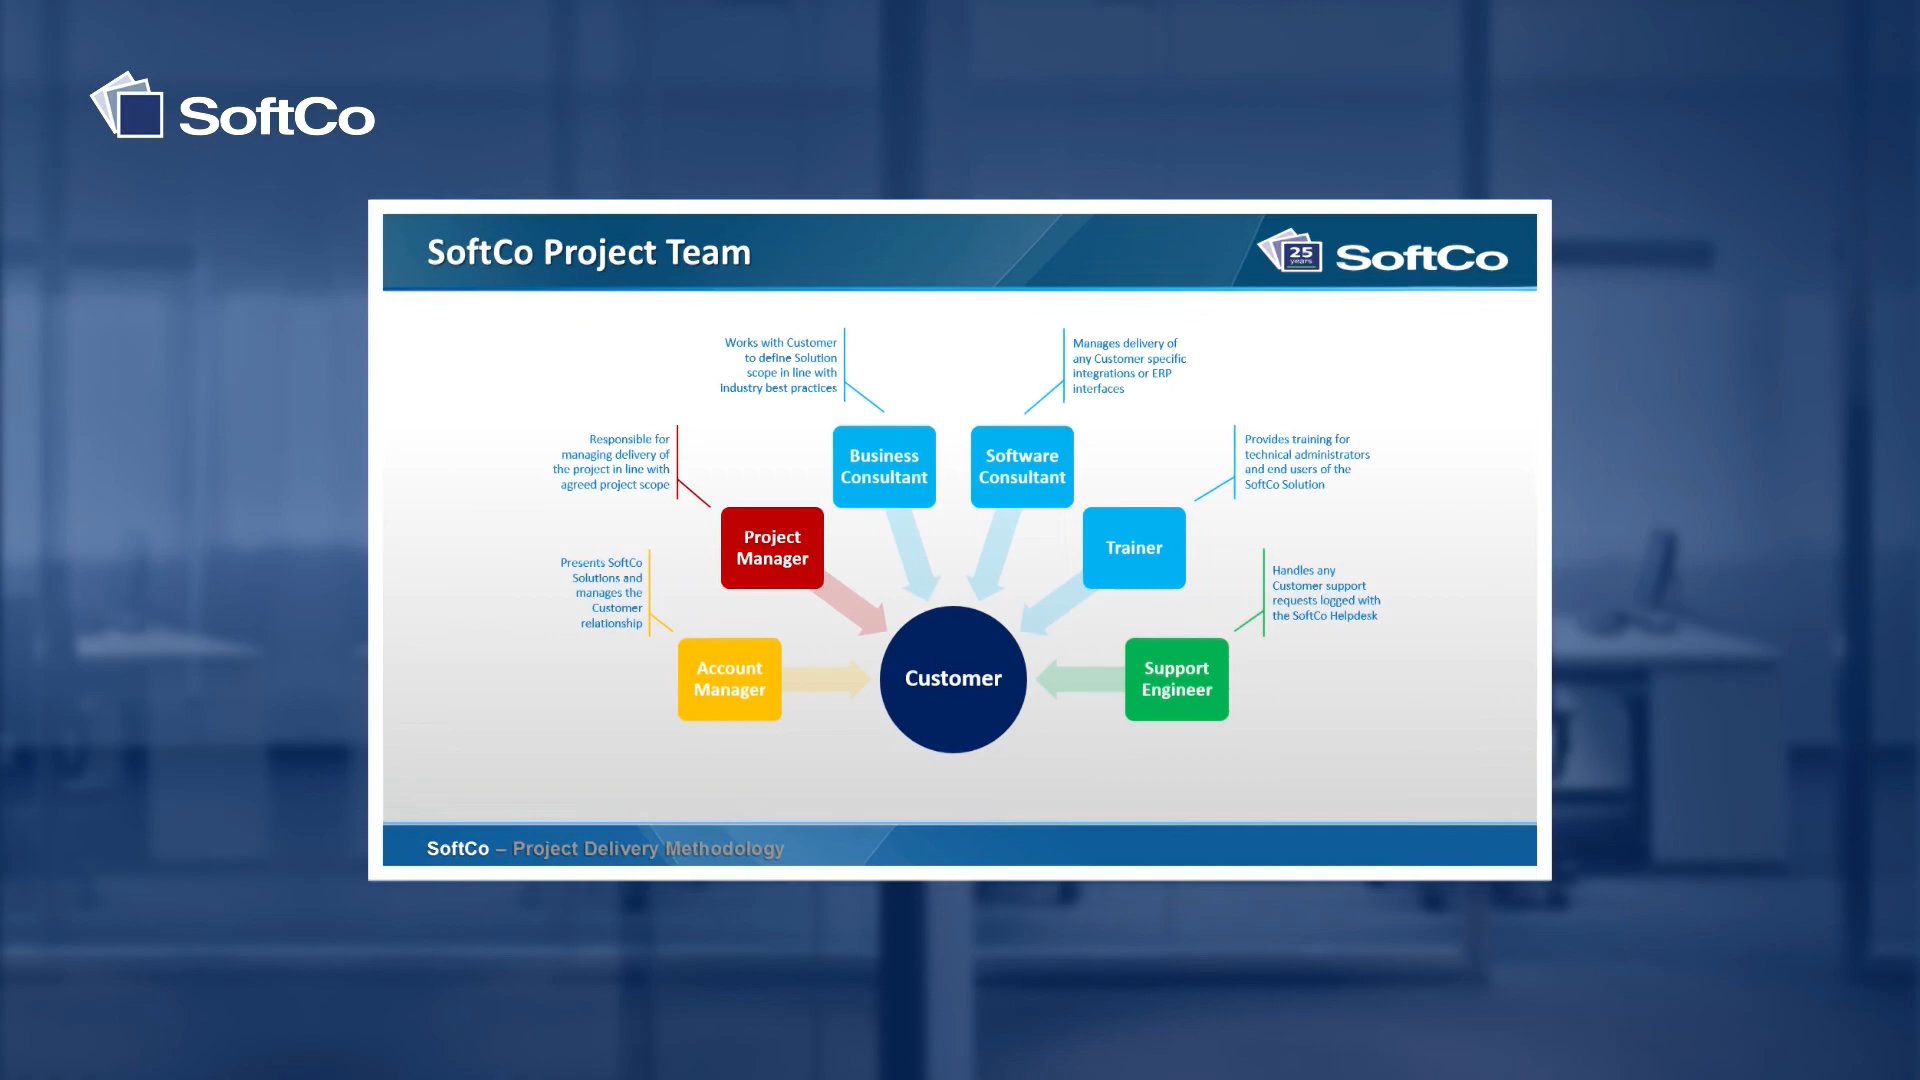 SoftCo
SoftCo Project Team
25
years
SoftCo
Works with Customer
to define Solution
scope in line with
industry best practices
Manages delivery of
any Customer specific
integrations or ERP
interfaces
Responsible for
managing delivery of
the project in line with
agreed project scope
Business
Consultant
Software
Consultant
Provides training for
technical administrators
and end users of the
SoftCo Solution
Project
Manager
Trainer
Presents SoftCo
Solutions and
manages the
Customer
relationship
Handles any
Customer support
requests logged with
the SoftCo Helpdesk
Account
Manager
Customer
Support
Engineer
SoftCo – Project Delivery Methodology